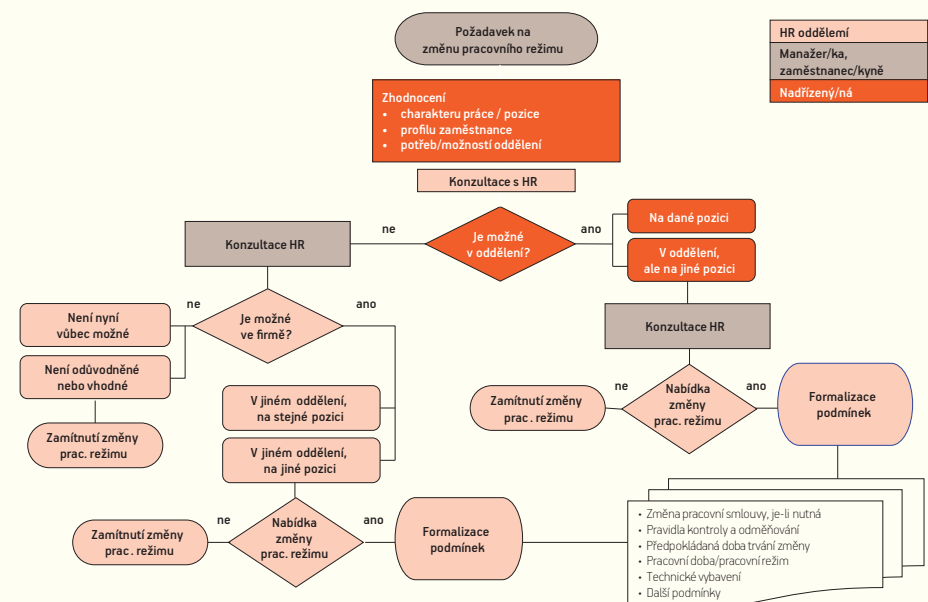 Požadavek na
změnu pracovního režimu
HR oddělemí
Manažer/ka,
zaměstnanec/kyně
Nadřízený/ná
Zhodnocení
• charakteru práce / pozice
• profilu zaměstnance
• potřeb/možností oddělení
Konzultace s HR
Je možné
v oddělení?
ne
ano
Na dané pozici
V oddělení,
ale na jiné pozici
Konzultace HR
Konzultace HR
Je možné
ve firmě?
ne
ano
Není nyní
vůbec možné
Není odůvodněné
nebo vhodné
Zamítnutí změny
prac. režimu
V jiném oddělení,
na stejné pozici
V jiném oddělení,
na jiné pozici
Nabídka
změny
prac. režimu
ne
ano
Zamítnutí změny
prac. režimu
Formalizace
podmínek
Nabídka
změny
prac. režimu
ne
ano
Zamítnutí změny
prac. režimu
Formalizace
podmínek
• Změna pracovní smlouvy, je-li nutná
• Pravidla kontroly a odměňování
• Předpokládaná doba trvání změny
• Pracovní doba/pracovní režim
• Technické vybavení
• Další podmínky